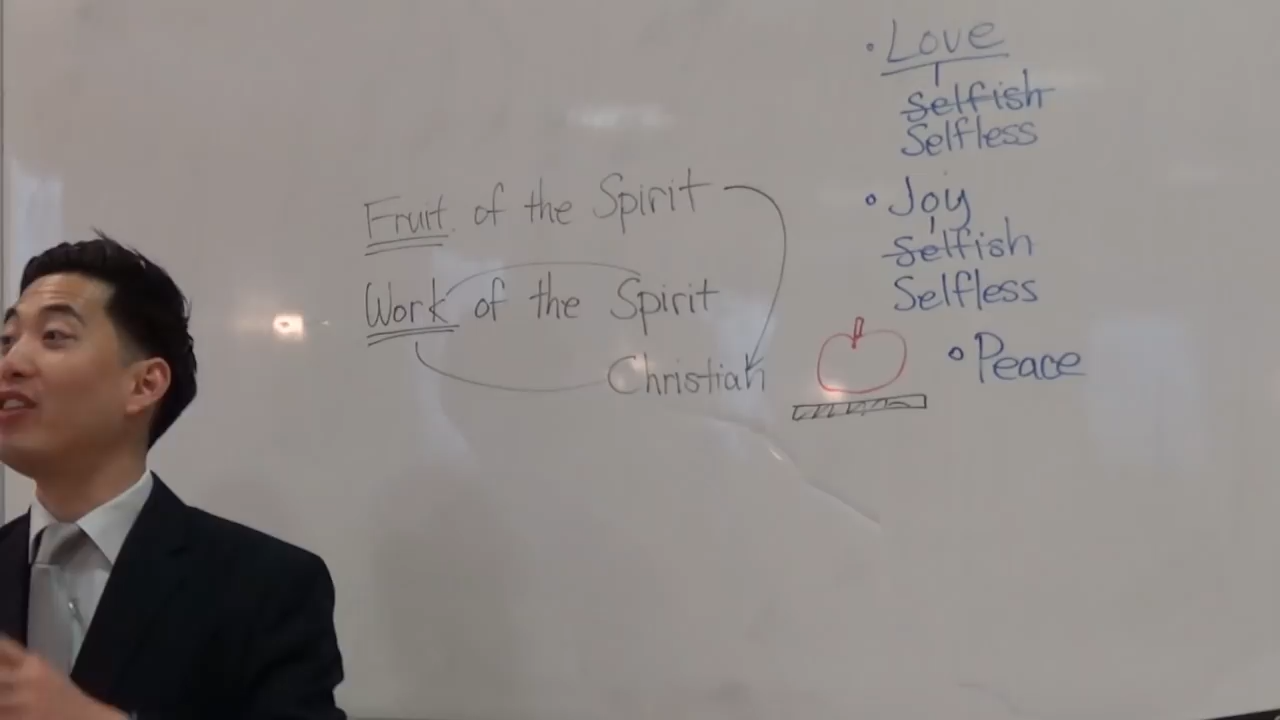 Fruit of the Spirit
Work of the Spirit
Christian
• Love
Selfish
Selfless
• Joy
Selfish
Selfless
• Peace